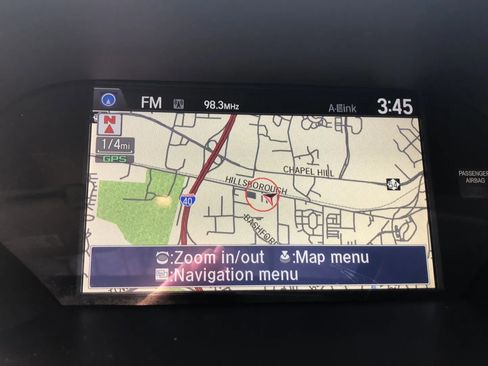 FM 98.3MHz A-Link 3:45
N
1/4mi
GPS
CHAPEL HILL
HILLSBOROUGH
40
BASHFORD
:Zoom in/out :Map menu
:Navigation menu
PASSENGER
AIRBAG